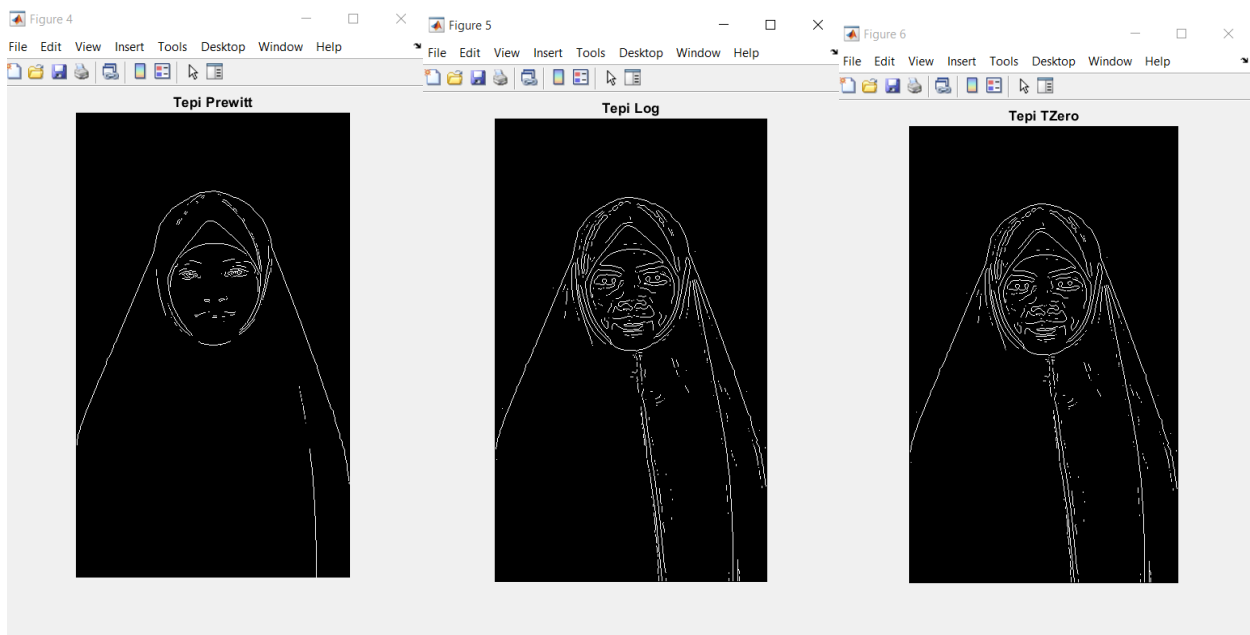 Figure 4
File Edit View Insert Tools Desktop Window Help
Tepi Prewitt
Figure 5
File Edit View Insert Tools Desktop Window Help
Tepi Log
Figure 6
File Edit View Insert Tools Desktop Window Help
Tepi TZero